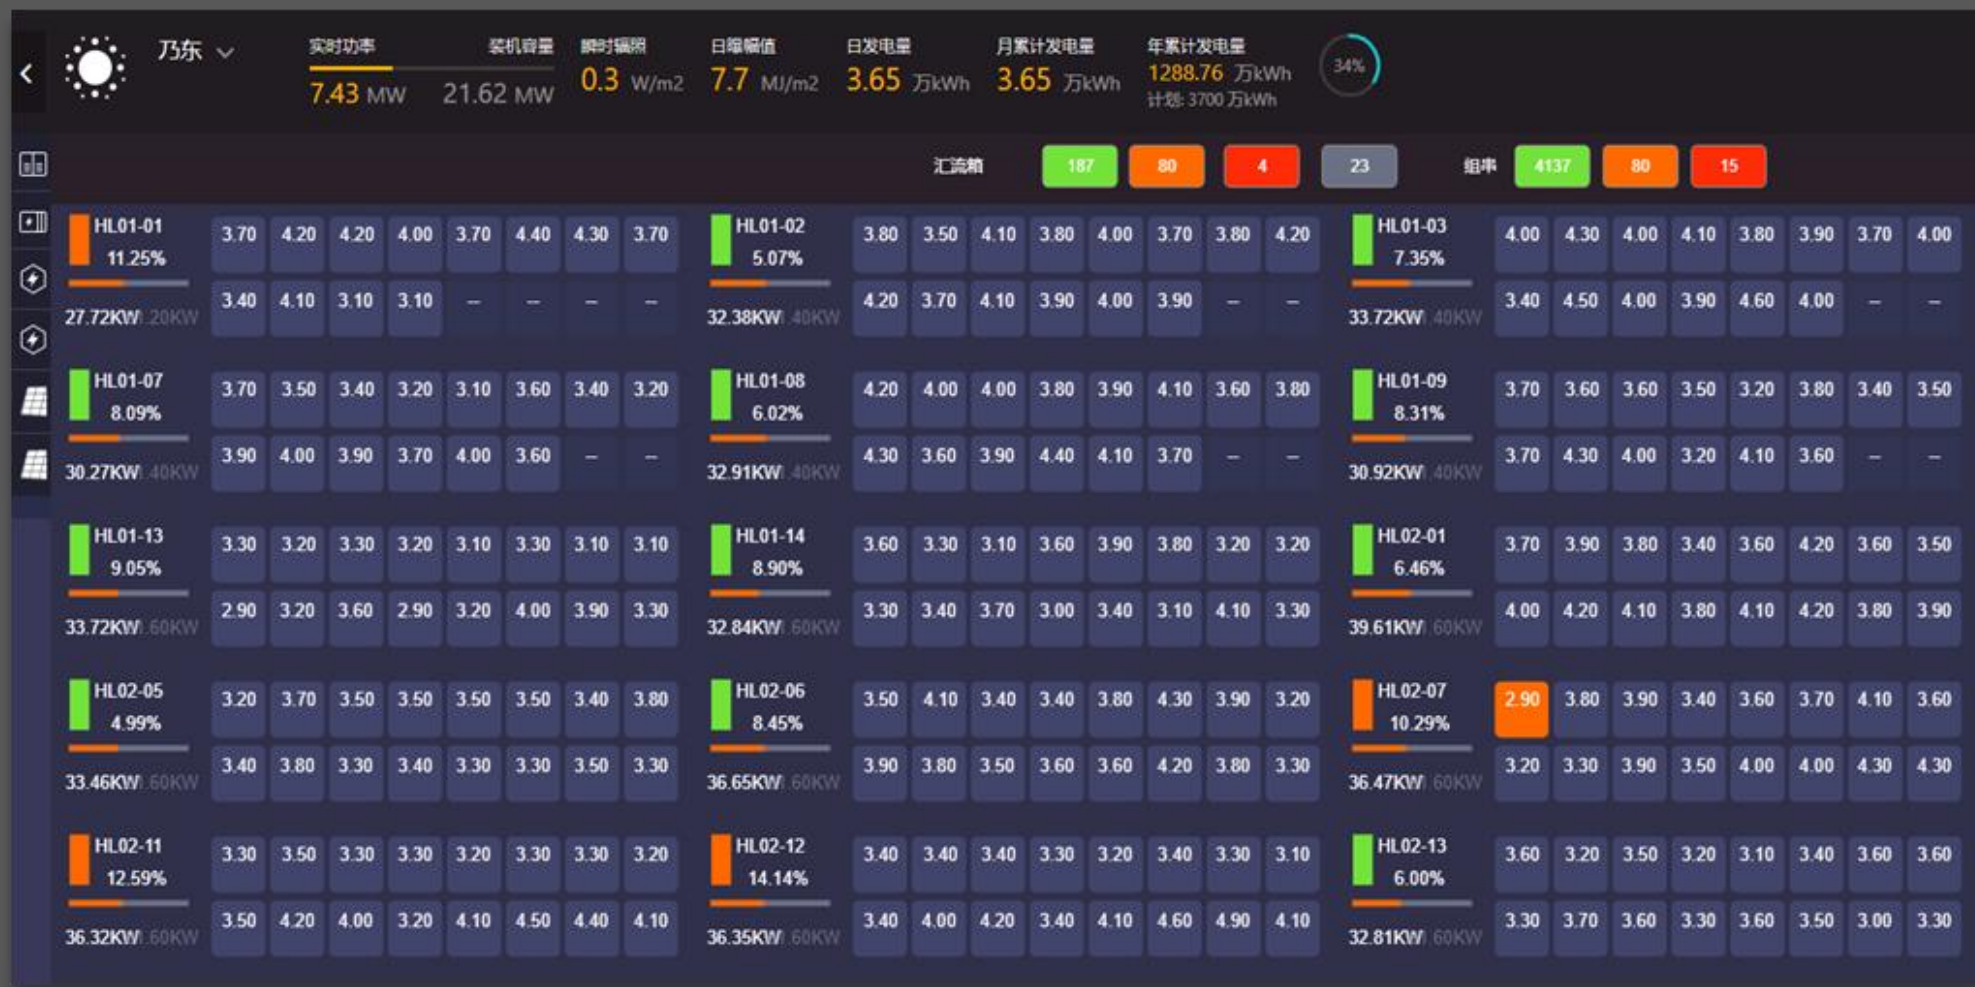 乃东
实时功率 装机容量 瞬时辐照 日曝幅值 日发电量 月累计发电量 年累计发电量
7.43 MW 21.62 MW 0.3 W/m2 7.7 MJ/m2 3.65 万kWh 3.65 万kWh 1288.76 万kWh 34%
计划: 3700 万kWh
汇流箱 187 80 4 23 组串 4137 80 15
HL01-01
11.25%
27.72KW .20KW
3.70 4.20 4.20 4.00 3.70 4.40 4.30 3.70
3.40 4.10 3.10 3.10 -- -- -- --
HL01-02
5.07%
32.38KW .40KW
3.80 3.50 4.10 3.80 4.00 3.70 3.80 4.20
4.20 3.70 4.10 3.90 4.00 3.90 -- --
HL01-03
7.35%
33.72KW .40KW
4.00 4.30 4.00 4.10 3.80 3.90 3.70 4.00
3.40 4.50 4.00 3.90 4.60 4.00 -- --
HL01-07
8.09%
30.27KW .40KW
3.70 3.50 3.40 3.20 3.10 3.60 3.40 3.20
3.90 4.00 3.90 3.70 4.00 3.60 -- --
HL01-08
6.02%
32.91KW .40KW
4.20 4.00 4.00 3.80 3.90 4.10 3.60 3.80
4.30 3.60 3.90 4.40 4.10 3.70 -- --
HL01-09
8.31%
30.92KW .40KW
3.70 3.60 3.60 3.50 3.20 3.80 3.40 3.50
3.70 4.30 4.00 3.20 4.10 3.60 -- --
HL01-13
9.05%
33.72KW .60KW
3.30 3.20 3.30 3.20 3.10 3.30 3.10 3.10
2.90 3.20 3.60 2.90 3.20 4.00 3.90 3.30
HL01-14
8.90%
32.84KW .60KW
3.60 3.30 3.10 3.60 3.90 3.80 3.20 3.20
3.30 3.40 3.70 3.00 3.40 3.10 4.10 3.30
HL02-01
6.46%
39.61KW .60KW
3.70 3.90 3.80 3.40 3.60 4.20 3.60 3.50
4.00 4.20 4.10 3.80 4.10 4.20 3.80 3.90
HL02-05
4.99%
33.46KW .60KW
3.20 3.70 3.50 3.50 3.50 3.50 3.40 3.80
3.40 3.80 3.30 3.40 3.30 3.30 3.50 3.30
HL02-06
8.45%
36.65KW .60KW
3.50 4.10 3.40 3.40 3.80 4.30 3.90 3.20
3.90 3.80 3.50 3.60 3.60 4.20 3.80 3.30
HL02-07
10.29%
36.47KW .60KW
2.90 3.80 3.90 3.40 3.60 3.70 4.10 3.60
3.20 3.30 3.90 3.50 4.00 4.00 4.30 4.30
HL02-11
12.59%
36.32KW .60KW
3.30 3.50 3.30 3.30 3.20 3.30 3.30 3.20
3.50 4.20 4.00 3.20 4.10 4.50 4.40 4.10
HL02-12
14.14%
36.35KW .60KW
3.40 3.40 3.40 3.30 3.20 3.40 3.30 3.10
3.40 4.00 4.20 3.40 4.10 4.60 4.90 4.10
HL02-13
6.00%
32.81KW .60KW
3.60 3.20 3.50 3.20 3.10 3.40 3.60 3.60
3.30 3.70 3.60 3.30 3.60 3.50 3.00 3.30